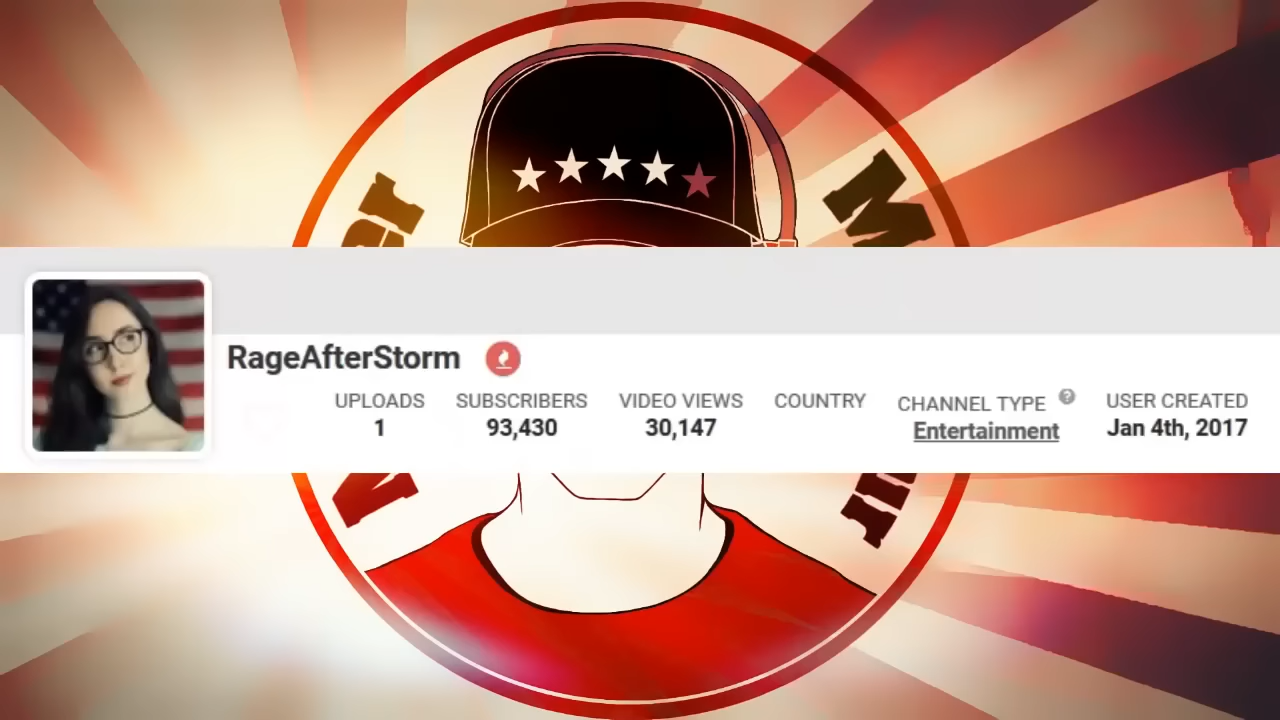 RageAfterStorm
UPLOADS SUBSCRIBERS VIDEO VIEWS COUNTRY CHANNEL TYPE ? USER CREATED
1 93,430 30,147 Entertainment Jan 4th, 2017